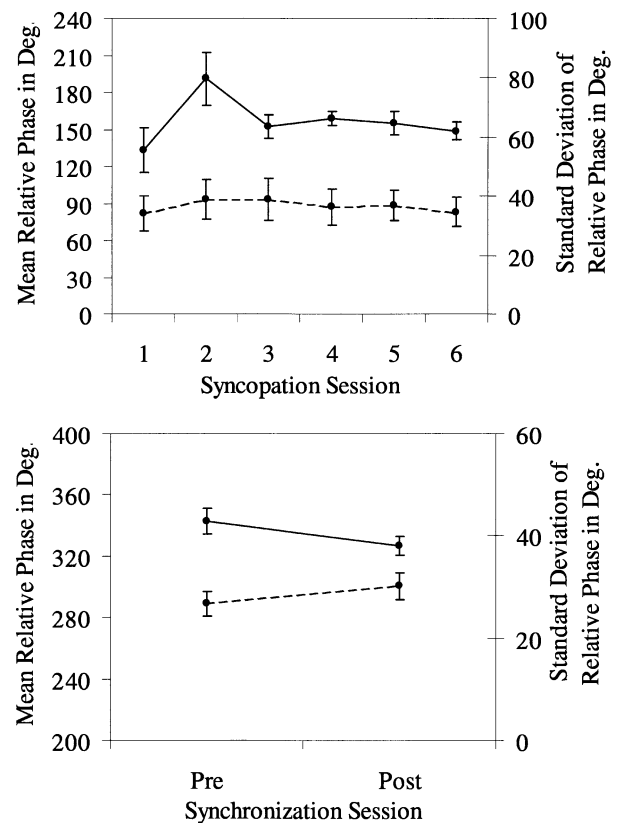 Mean Relative Phase in Deg.
240
210
180
150
120
90
60
30
0
100
80
60
40
20
0
Standard Deviation of
Relative Phase in Deg.
1 2 3 4 5 6
Syncopation Session
Mean Relative Phase in Deg.
400
360
320
280
240
200
60
40
20
0
Standard Deviation of
Relative Phase in Deg.
Pre Post
Synchronization Session